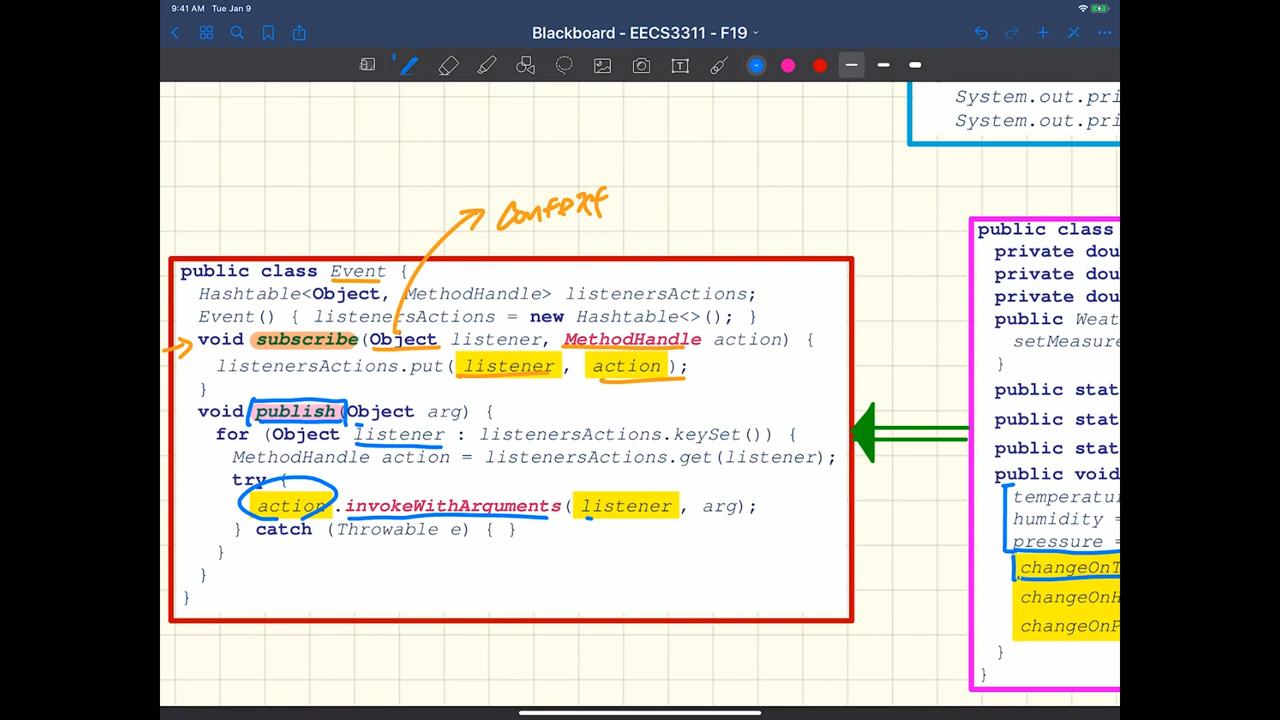 9:41 AM Tue Jan 9
Blackboard - EECS3311 - F19
System.out.pri
System.out.pri
context
public class Event {
Hashtable<Object, MethodHandle> listenersActions;
Event() { listenersActions = new Hashtable<>(); }
void subscribe(Object listener, MethodHandle action) {
listenersActions.put(listener, action);
}
void publish(Object arg) {
for (Object listener : listenersActions.keySet()) {
MethodHandle action = listenersActions.get(listener);
try {
action.invokeWithArguments(listener, arg);
} catch (Throwable e) { }
}
}
}
public class
private dou
private dou
private dou
public Weat
setMeasure
}
public stat
public stat
public stat
public void
temperatur
humidity =
pressure =
changeOnT
changeOnH
changeOnP
}
}